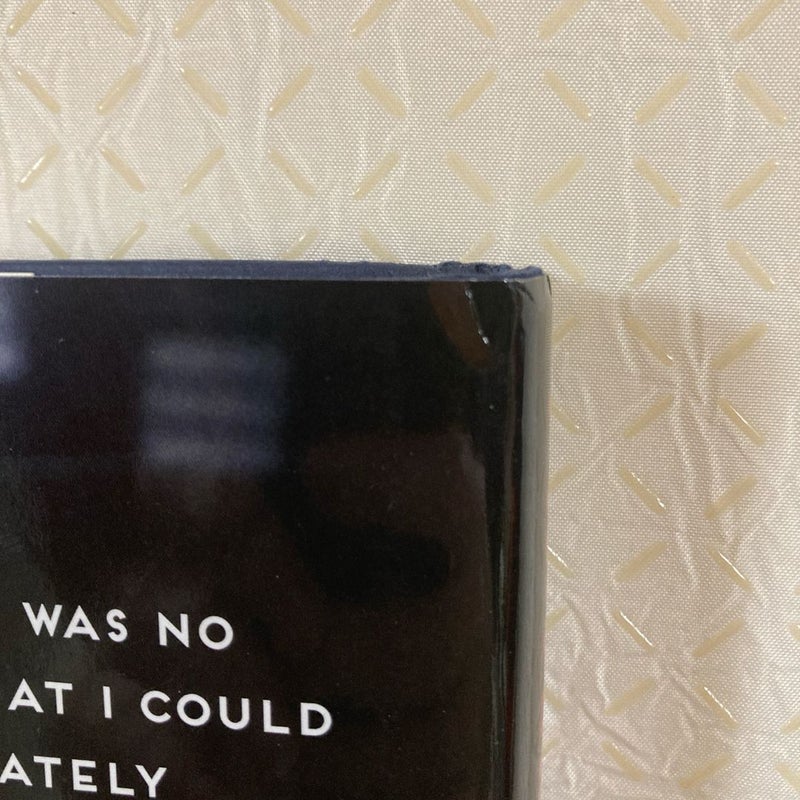 WAS NO
AT I COULD
ATELY